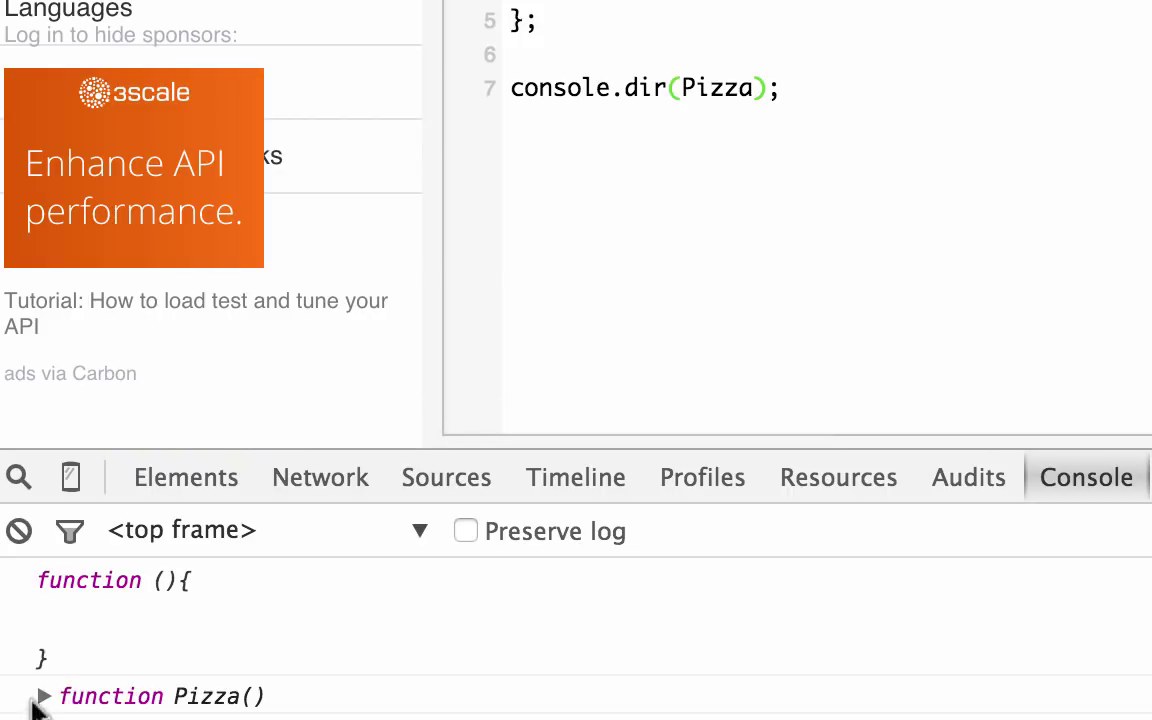 Languages
Log in to hide sponsors:
3scale
Enhance API
performance.
ks
Tutorial: How to load test and tune your
API
ads via Carbon
5 };
6
7 console.dir(Pizza);
Elements Network Sources Timeline Profiles Resources Audits Console
<top frame> ▼ Preserve log
function (){
}
function Pizza()